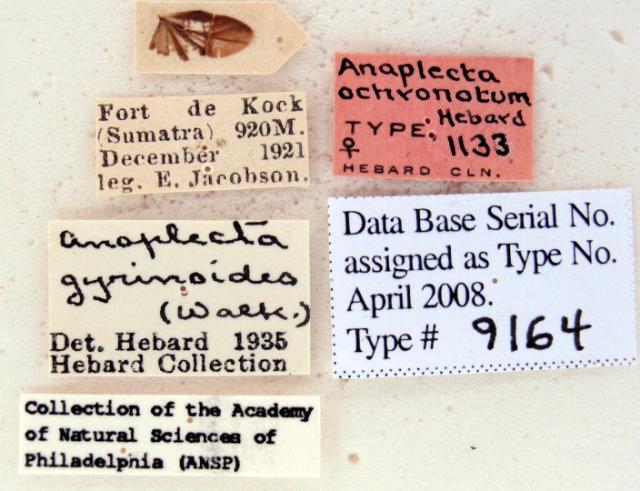 Fort de Kock
(Sumatra) 920M.
December 1921
leg. E. Jacobson.
Anaplecta
ochronotum
Hebard
TYPE.
♀ 1133
HEBARD CLN.
Anaplecta
gyrinoides
(Walk.)
Det. Hebard 1935
Hebard Collection
Data Base Serial No.
assigned as Type No.
April 2008.
Type # 9164
Collection of the Academy
of Natural Sciences of
Philadelphia (ANSP)